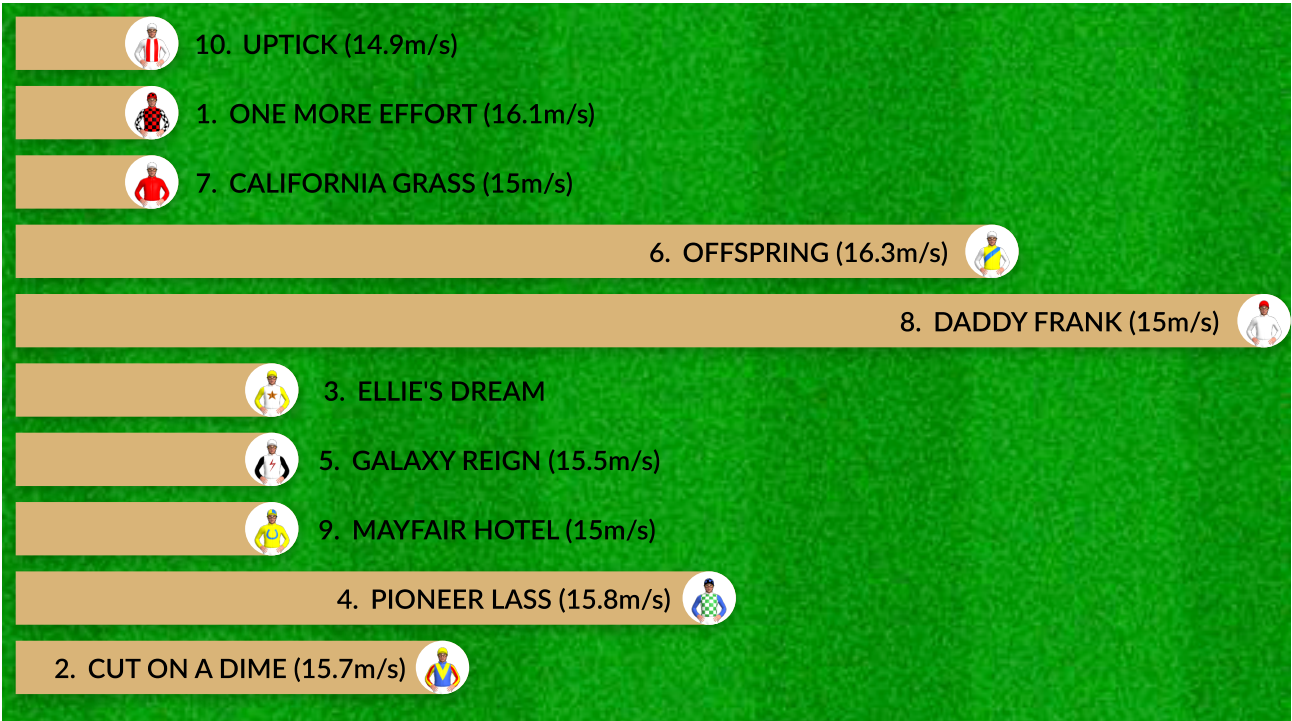 10. UPTICK (14.9m/s)
1. ONE MORE EFFORT (16.1m/s)
7. CALIFORNIA GRASS (15m/s)
6. OFFSPRING (16.3m/s)
8. DADDY FRANK (15m/s)
3. ELLIE'S DREAM
5. GALAXY REIGN (15.5m/s)
9. MAYFAIR HOTEL (15m/s)
4. PIONEER LASS (15.8m/s)
2. CUT ON A DIME (15.7m/s)